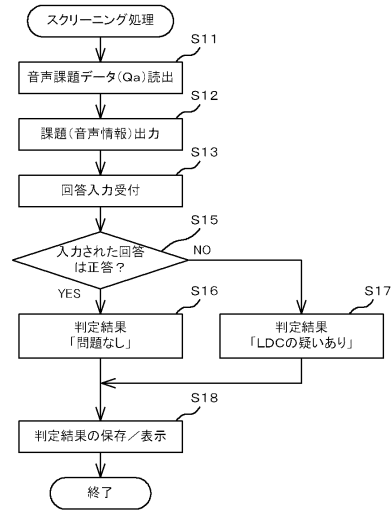 スクリーニング処理
S11
音声課題データ(Qa)読出
S12
課題(音声情報)出力
S13
回答入力受付
S15
入力された回答
は正答？
NO
YES
S16
判定結果
「問題なし」
S17
判定結果
「LDCの疑いあり」
S18
判定結果の保存／表示
終了